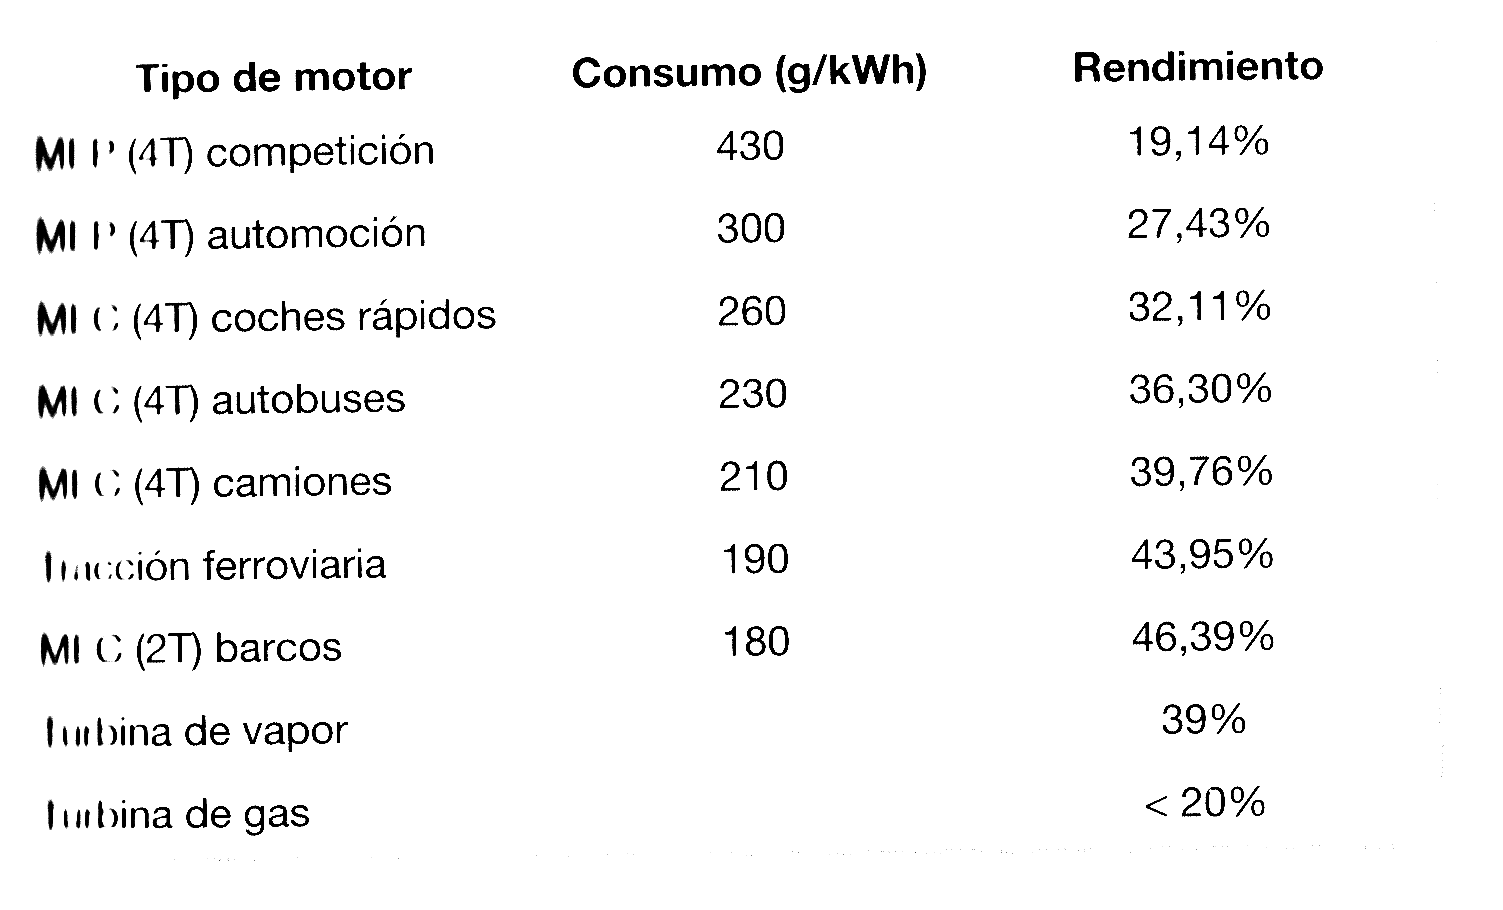 Tipo de motor Consumo (g/kWh) Rendimiento
MEP (4T) competición 430 19,14%
MEP (4T) automoción 300 27,43%
MEC (4T) coches rápidos 260 32,11%
MEC (4T) autobuses 230 36,30%
MEC (4T) camiones 210 39,76%
Tracción ferroviaria 190 43,95%
MEC (2T) barcos 180 46,39%
Turbina de vapor 39%
Turbina de gas < 20%